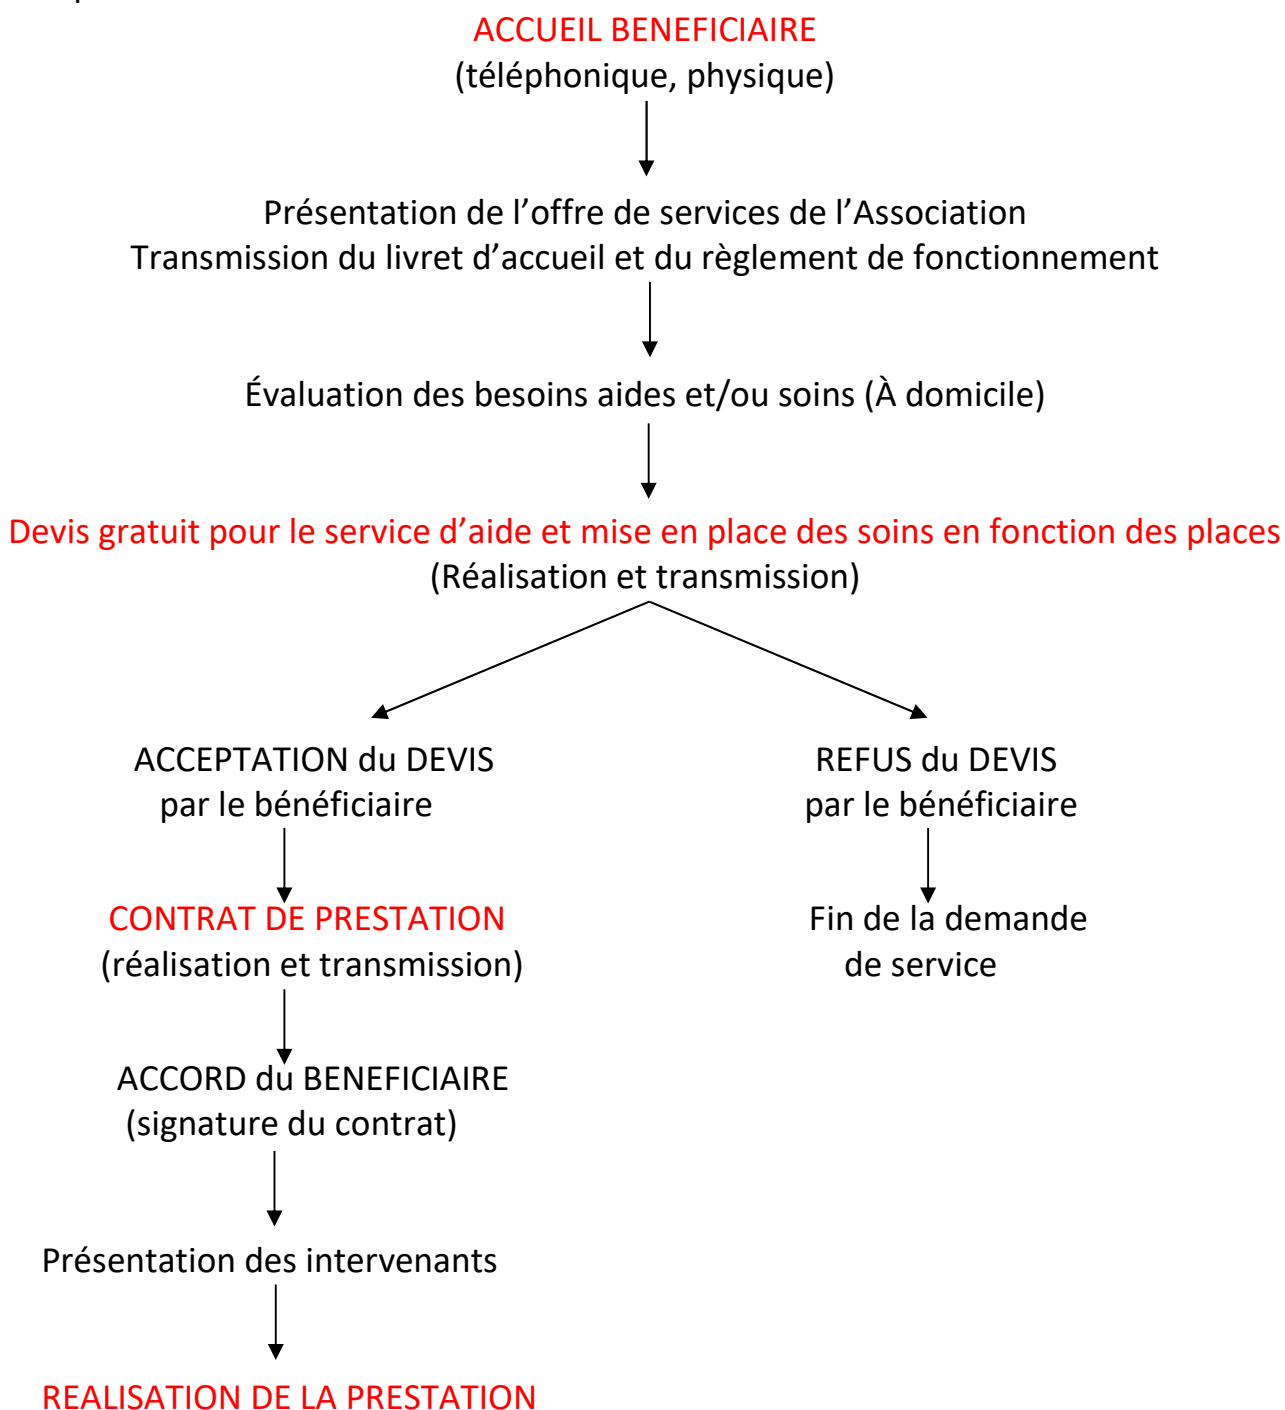 ACCUEIL BENEFICIAIRE
(téléphonique, physique)
Présentation de l’offre de services de l’Association
Transmission du livret d’accueil et du règlement de fonctionnement
Évaluation des besoins aides et/ou soins (À domicile)
Devis gratuit pour le service d’aide et mise en place des soins en fonction des places
(Réalisation et transmission)
ACCEPTATION du DEVIS
par le bénéficiaire
REFUS du DEVIS
par le bénéficiaire
CONTRAT DE PRESTATION
(réalisation et transmission)
Fin de la demande
de service
ACCORD du BENEFICIAIRE
(signature du contrat)
Présentation des intervenants
REALISATION DE LA PRESTATION